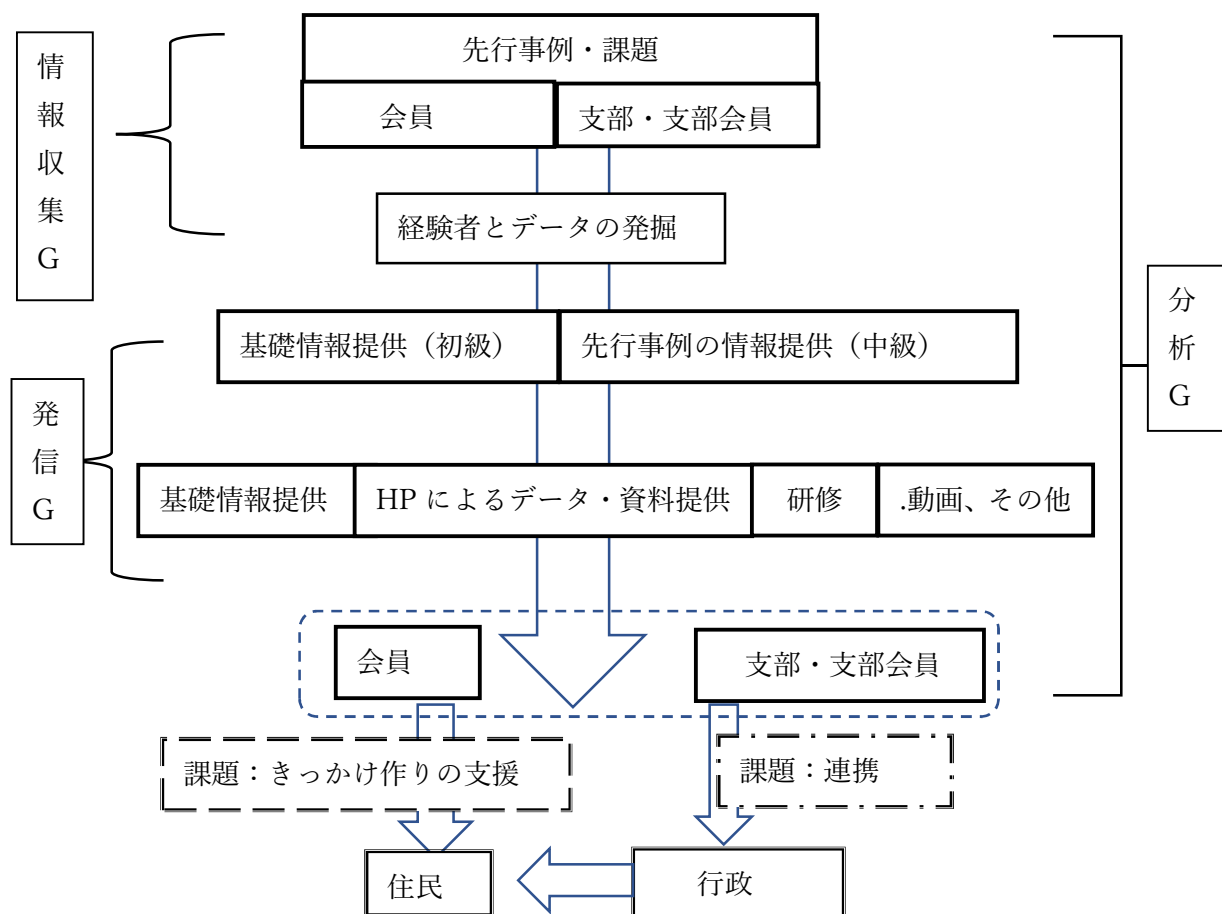 情報収集G
先行事例・課題
会員
支部・支部会員
経験者とデータの発掘
分析G
発信G
基礎情報提供（初級）
先行事例の情報提供（中級）
基礎情報提供
HPによるデータ・資料提供
研修
.動画、その他
会員
支部・支部会員
課題：きっかけ作りの支援
課題：連携
住民
行政